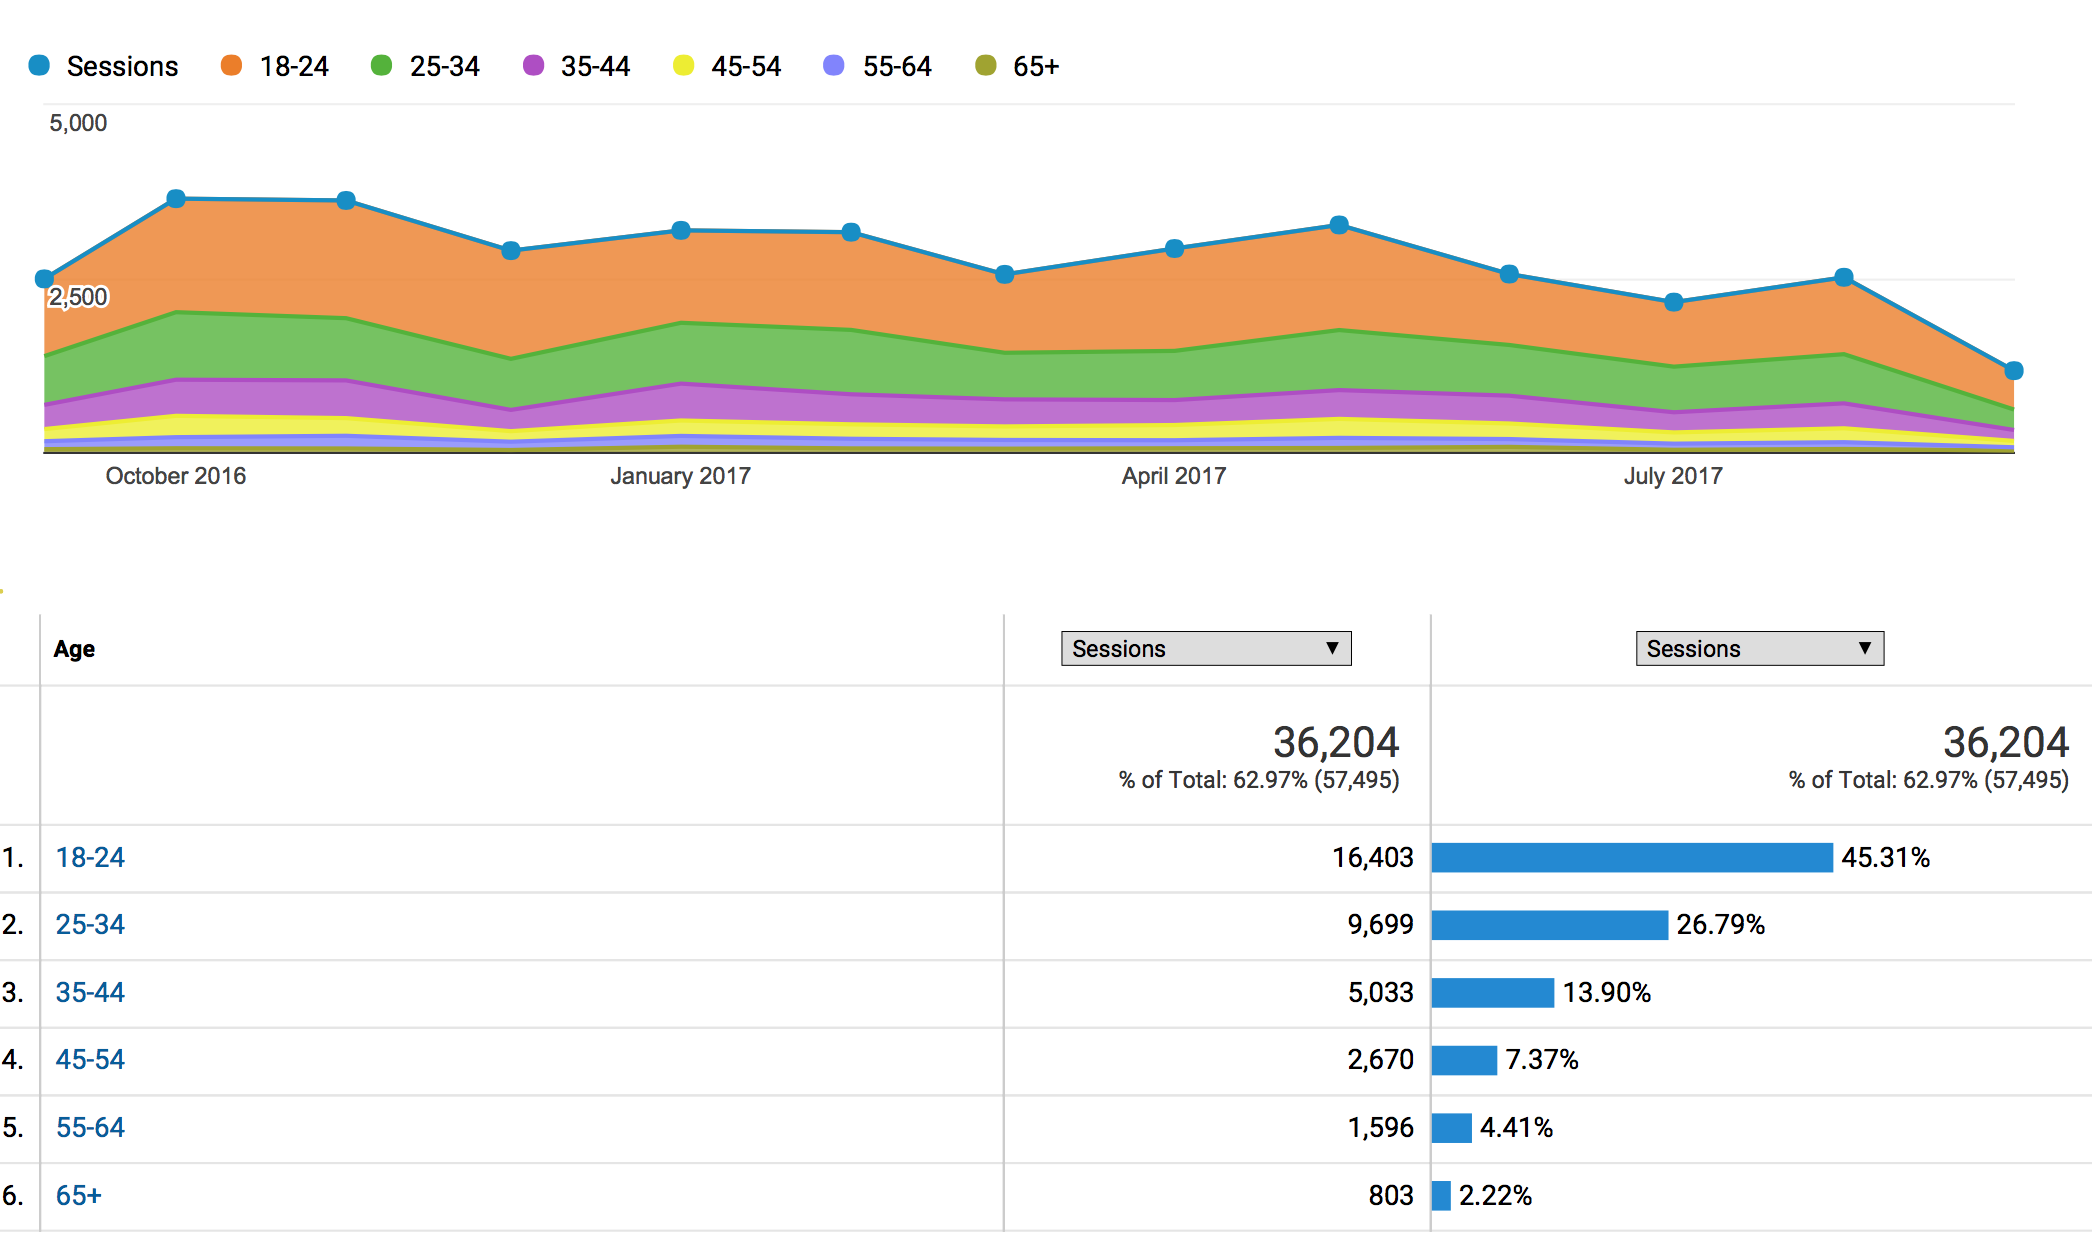 Sessions 18-24 25-34 35-44 45-54 55-64 65+
5,000
2,500
October 2016 January 2017 April 2017 July 2017
Age Sessions ▼ Sessions ▼
36,204 36,204
% of Total: 62.97% (57,495) % of Total: 62.97% (57,495)
1. 18-24 16,403 45.31%
2. 25-34 9,699 26.79%
3. 35-44 5,033 13.90%
4. 45-54 2,670 7.37%
5. 55-64 1,596 4.41%
6. 65+ 803 2.22%